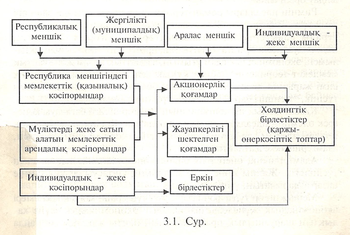 Республикалық
меншік
Жергілікті
(муниципалдық)
меншік
Аралас меншік
Индивидуалдық -
жеке меншік
Республика меншігіндегі
мемлекеттік (қазыналық)
кәсіпорындар
Акционерлік
қоғамдар
Холдингтік
бірлестіктер
(қаржы-
өнеркәсіптік топтар)
Мүліктерді жеке сатып
алатын мемлекеттік
арендалық кәсіпорындар
Жауапкерлігі
шектелген
қоғамдар
Индивидуалдық - жеке
кәсіпорындар
Еркін
бірлестіктер
3.1. Сур.